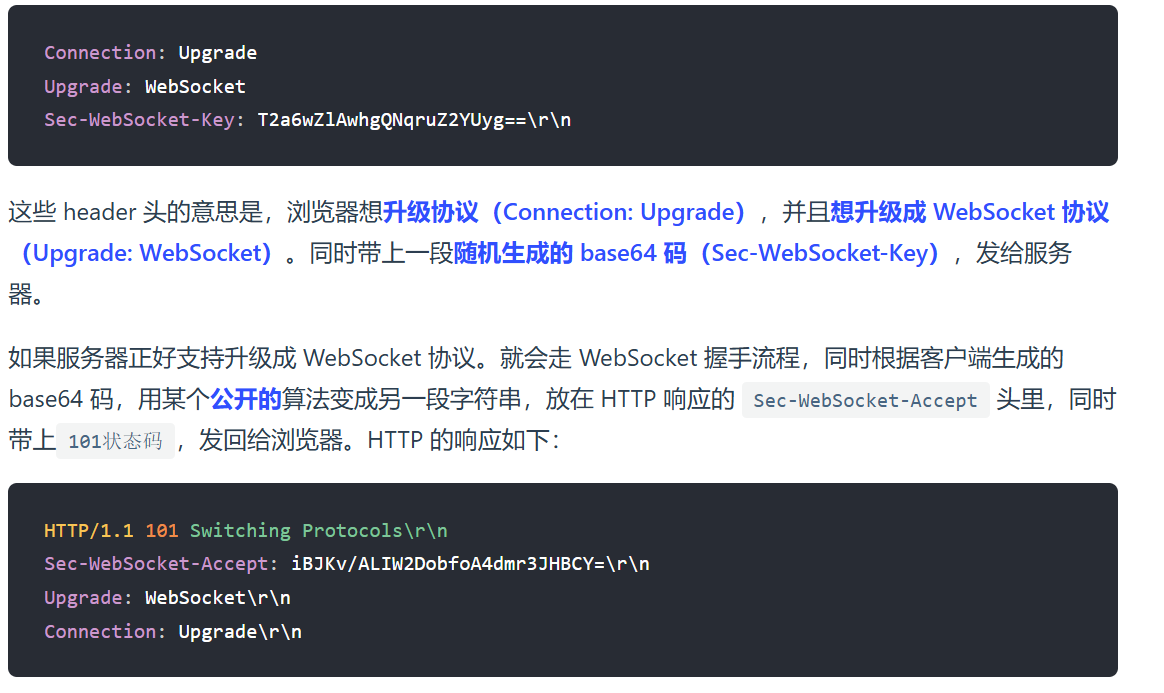 Connection: Upgrade
Upgrade: WebSocket
Sec-WebSocket-Key: T2a6wZlAwhgQNqruZ2YUyg==\r\n
这些 header 头的意思是，浏览器想升级协议（Connection: Upgrade），并且想升级成 WebSocket 协议
（Upgrade: WebSocket）。同时带上一段随机生成的 base64 码（Sec-WebSocket-Key），发给服务
器。
如果服务器正好支持升级成 WebSocket 协议。就会走 WebSocket 握手流程，同时根据客户端生成的
base64 码，用某个公开的算法变成另一段字符串，放在 HTTP 响应的 Sec-WebSocket-Accept 头里，同时
带上 101状态码 ，发回给浏览器。HTTP 的响应如下：
HTTP/1.1 101 Switching Protocols\r\n
Sec-WebSocket-Accept: iBJKv/ALIW2DobfoA4dmr3JHBCY=\r\n
Upgrade: WebSocket\r\n
Connection: Upgrade\r\n